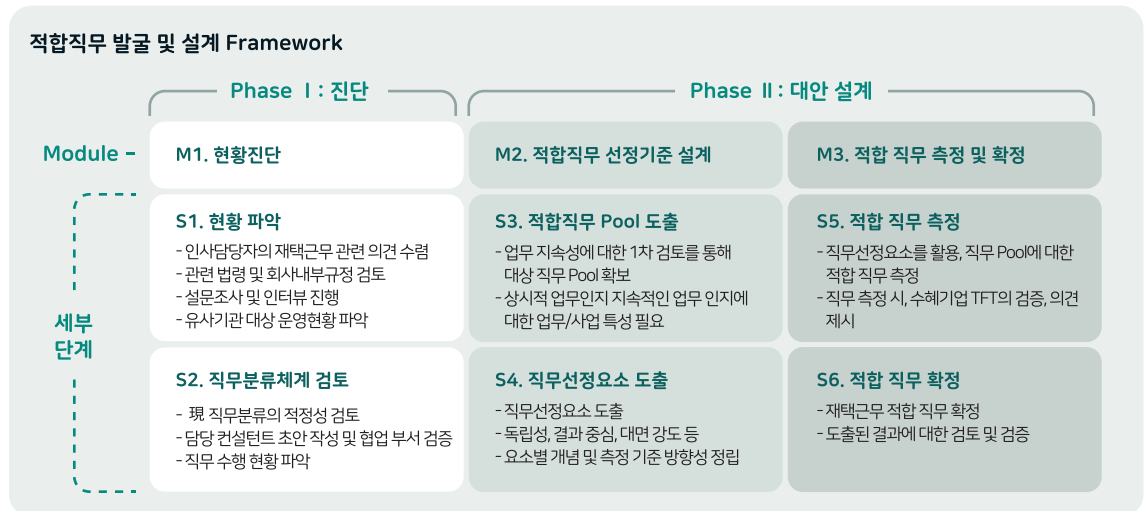 적합직무 발굴 및 설계 Framework
Phase Ⅰ : 진단
Phase Ⅱ : 대안 설계
Module
M1. 현황진단
M2. 적합직무 선정기준 설계
M3. 적합 직무 측정 및 확정
세부
단계
S1. 현황 파악
- 인사담당자의 재택근무 관련 의견 수렴
- 관련 법령 및 회사내부규정 검토
- 설문조사 및 인터뷰 진행
- 유사기관 대상 운영현황 파악
S3. 적합직무 Pool 도출
- 업무 지속성에 대한 1차 검토를 통해
대상 직무 Pool 확보
- 상시적 업무인지 지속적인 업무 인지에
대한 업무/사업 특성 필요
S5. 적합 직무 측정
- 직무선정요소를 활용, 직무 Pool에 대한
적합 직무 측정
- 직무 측정 시, 수혜기업 TFT의 검증, 의견
제시
S2. 직무분류체계 검토
- 現 직무분류의 적정성 검토
- 담당 컨설턴트 초안 작성 및 협업 부서 검증
- 직무 수행 현황 파악
S4. 직무선정요소 도출
- 직무선정요소 도출
- 독립성, 결과 중심, 대면 강도 등
- 요소별 개념 및 측정 기준 방향성 정립
S6. 적합 직무 확정
- 재택근무 적합 직무 확정
- 도출된 결과에 대한 검토 및 검증